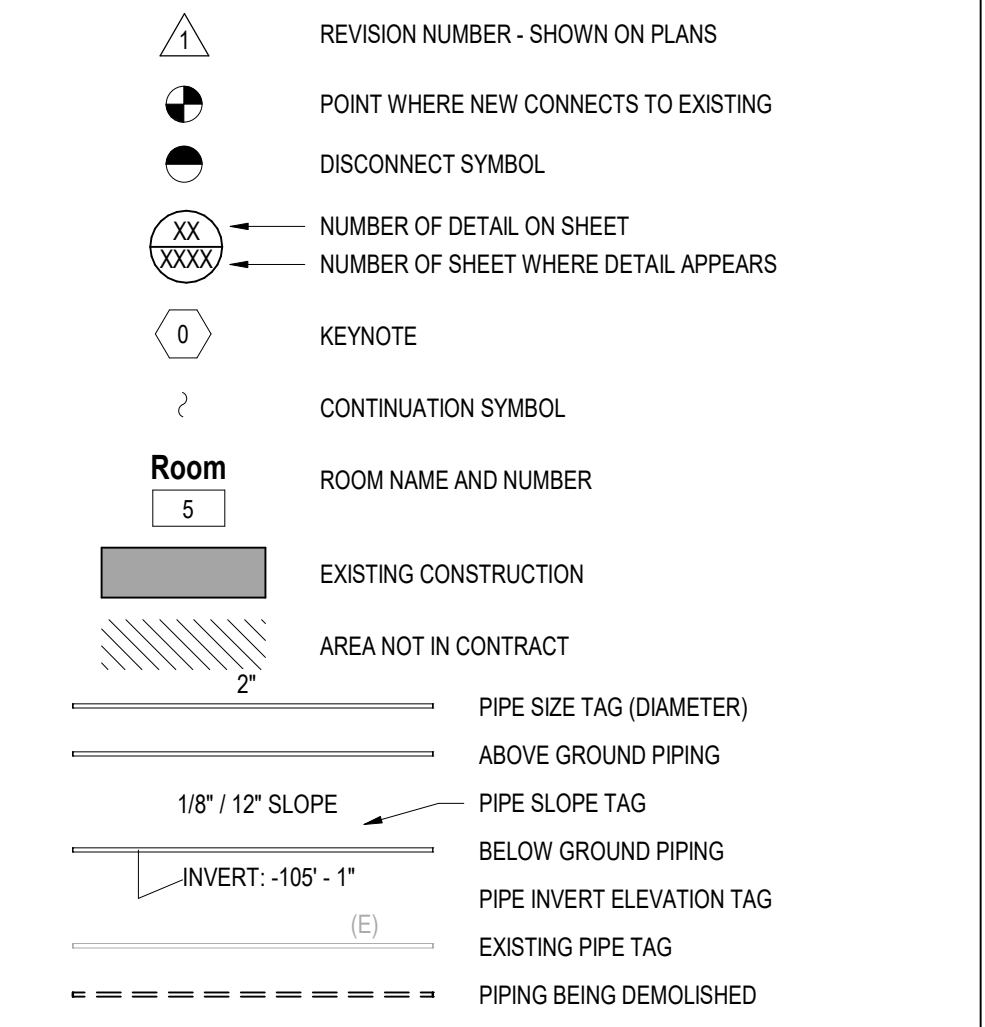 1 REVISION NUMBER - SHOWN ON PLANS
POINT WHERE NEW CONNECTS TO EXISTING
DISCONNECT SYMBOL
XX NUMBER OF DETAIL ON SHEET
XXXX NUMBER OF SHEET WHERE DETAIL APPEARS
0 KEYNOTE
CONTINUATION SYMBOL
Room
ROOM NAME AND NUMBER
5
EXISTING CONSTRUCTION
AREA NOT IN CONTRACT
2"
PIPE SIZE TAG (DIAMETER)
ABOVE GROUND PIPING
1/8" / 12" SLOPE PIPE SLOPE TAG
BELOW GROUND PIPING
INVERT: -105' - 1"
PIPE INVERT ELEVATION TAG
(E)
EXISTING PIPE TAG
PIPING BEING DEMOLISHED